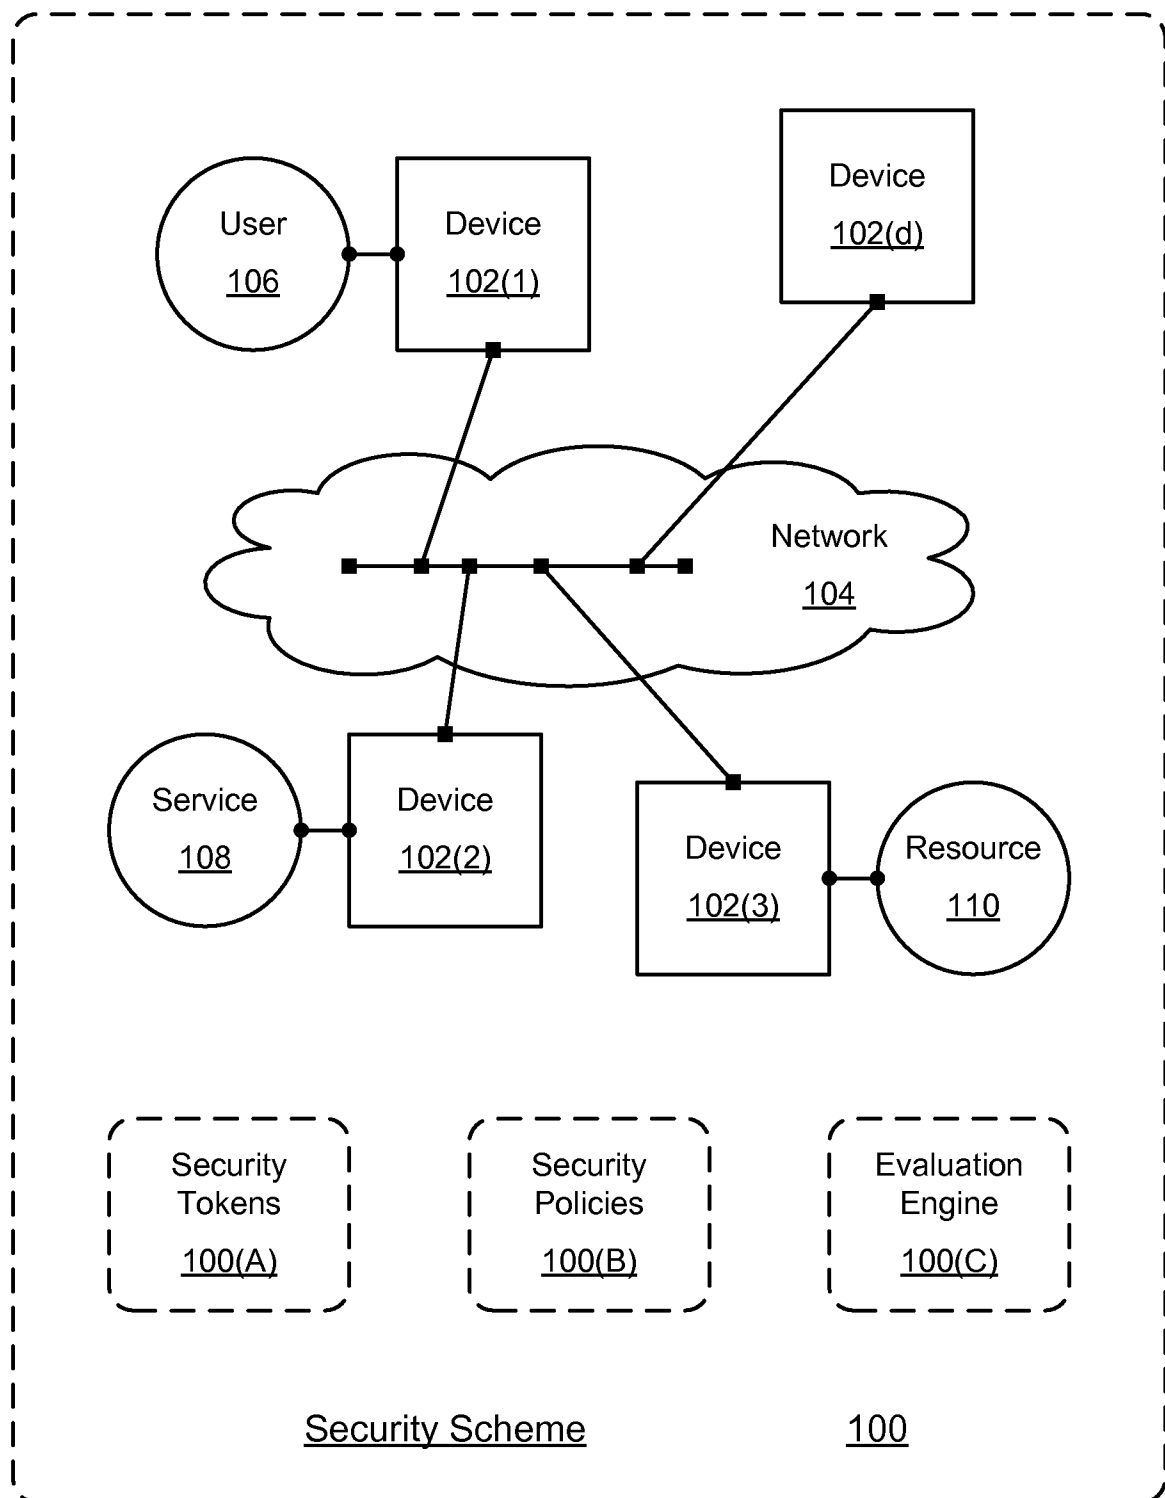 Device
102(d)
User
106
Device
102(1)
Network
104
Service
108
Device
102(2)
Device
102(3)
Resource
110
Security
Tokens
100(A)
Security
Policies
100(B)
Evaluation
Engine
100(C)
Security Scheme 100